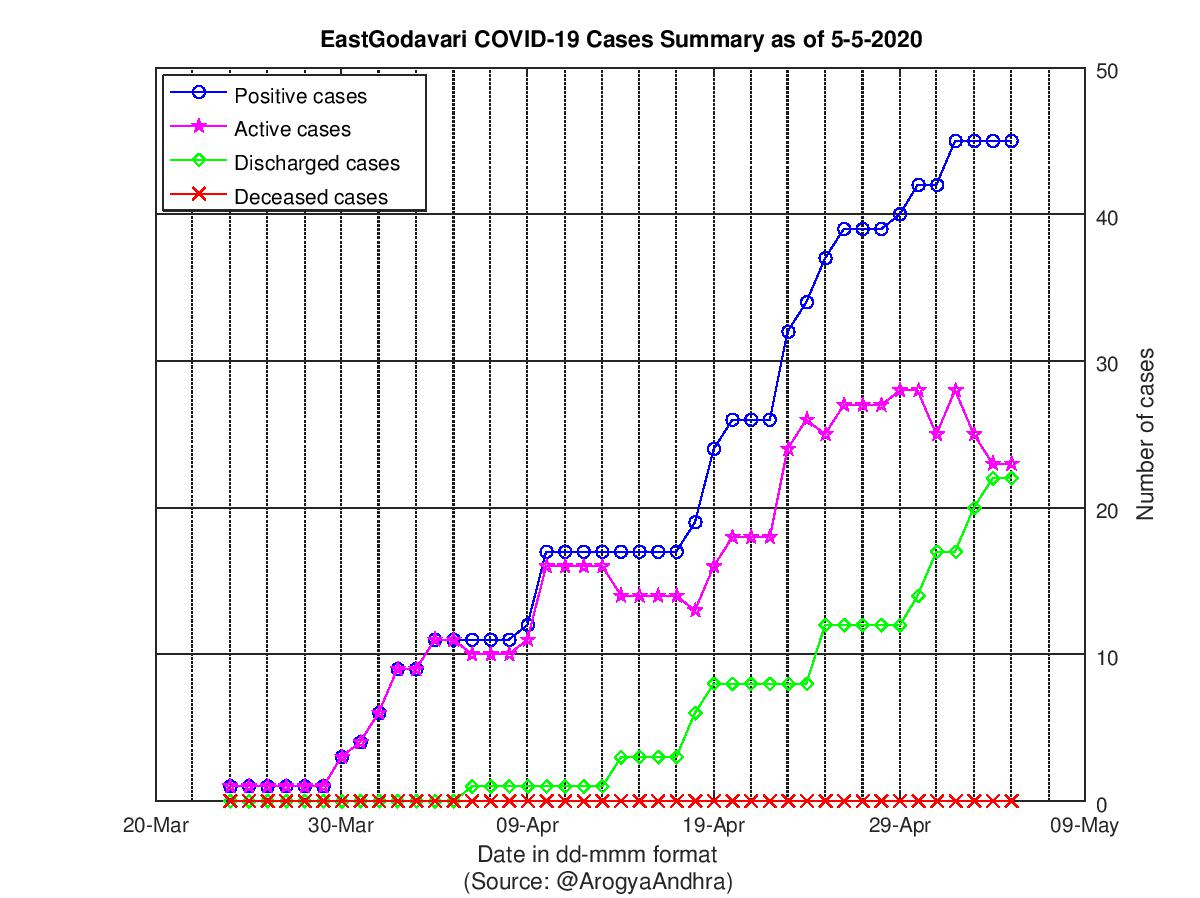 EastGodavari COVID-19 Cases Summary as of 5-5-2020
Positive cases
Active cases
Discharged cases
Deceased cases
50
40
30
20
10
0
Number of cases
20-Mar 30-Mar 09-Apr 19-Apr 29-Apr 09-May
Date in dd-mmm format
(Source: @ArogyaAndhra)